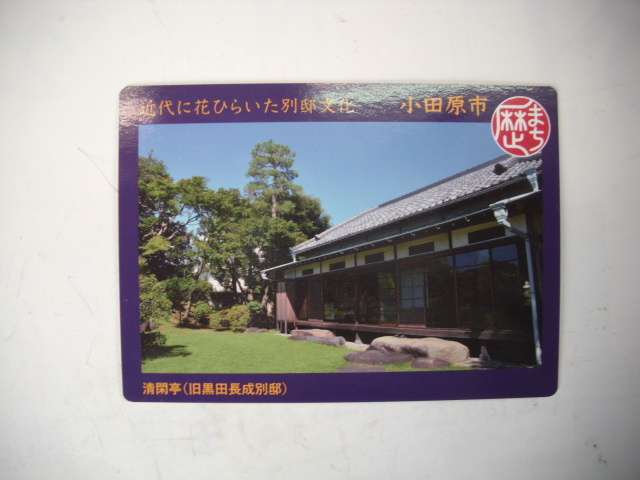 近代に花ひらいた別邸文化 小田原市
歴まち
清閑亭（旧黒田長成別邸）